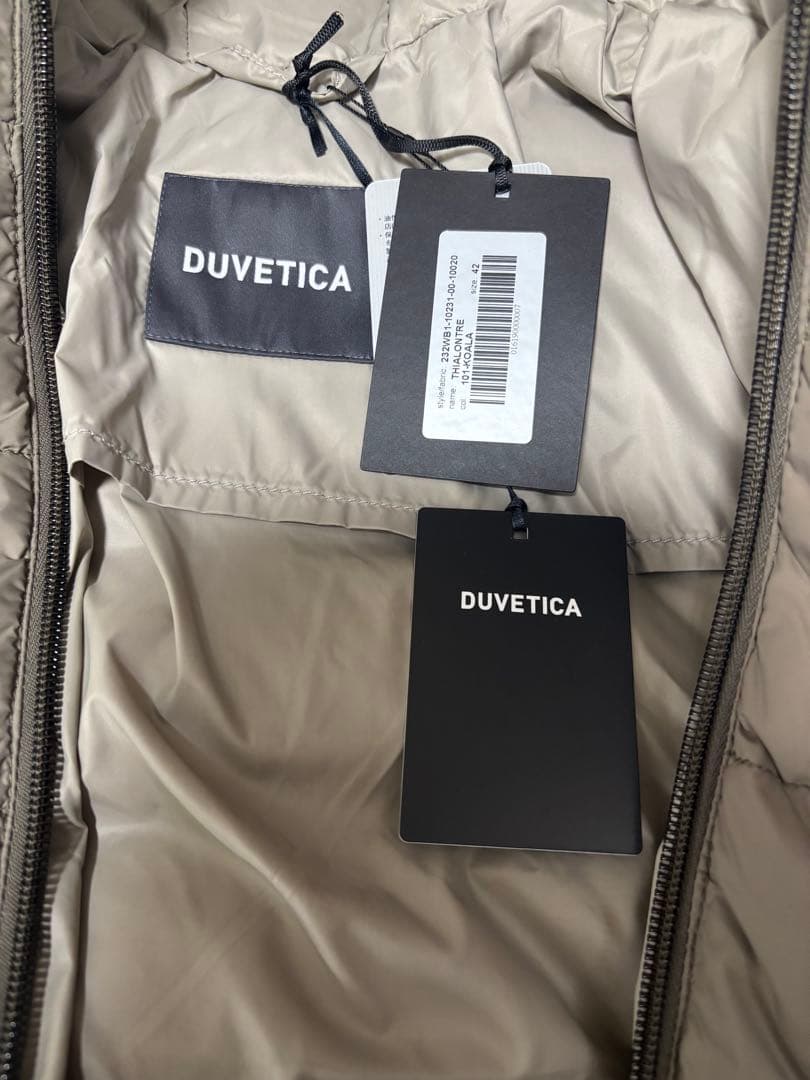 DUVETICA
style/fabric: 232WB1-10231-00-10020
name: THIALONTRE
col. 101-KOALA
size: 42
DUVETICA